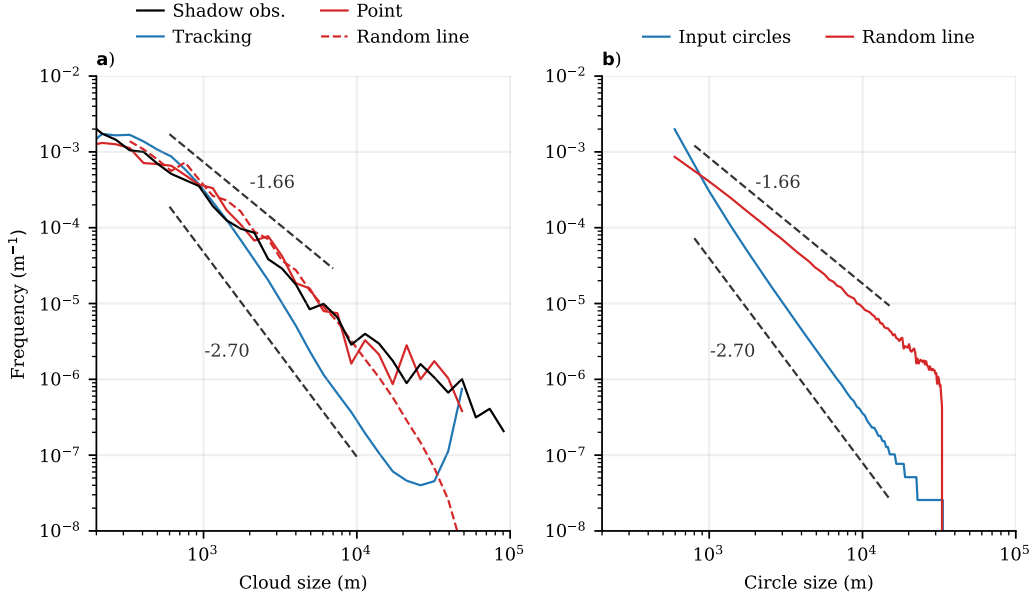 Shadow obs.
Tracking
Point
Random line
Input circles
Random line
a)
b)
10⁻²
10⁻³
10⁻⁴
10⁻⁵
10⁻⁶
10⁻⁷
10⁻⁸
Frequency (m⁻¹)
-1.66
-2.70
10³
10⁴
10⁵
Cloud size (m)
10⁻²
10⁻³
10⁻⁴
10⁻⁵
10⁻⁶
10⁻⁷
10⁻⁸
-1.66
-2.70
10³
10⁴
10⁵
Circle size (m)